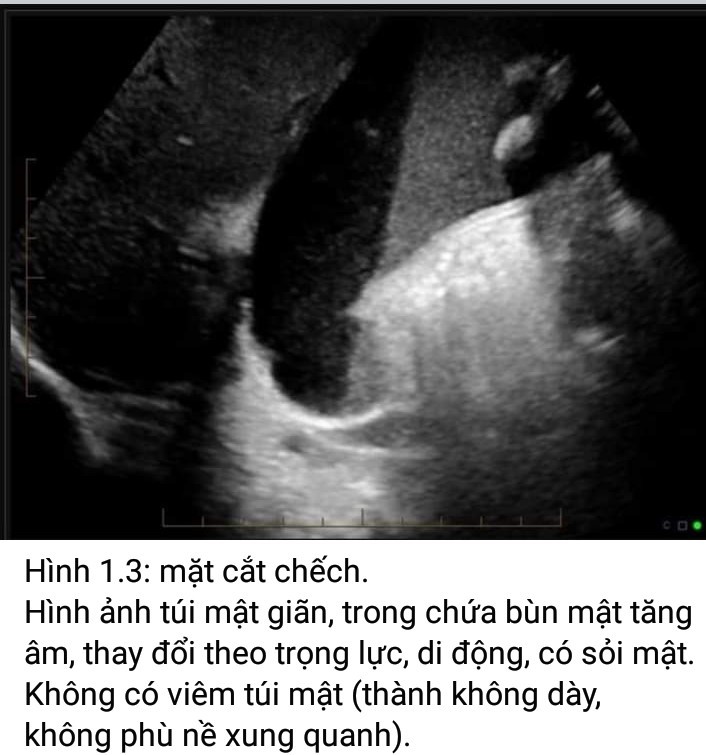 Hình 1.3: mặt cắt chếch.
Hình ảnh túi mật giãn, trong chứa bùn mật tăng
âm, thay đổi theo trọng lực, di động, có sỏi mật.
Không có viêm túi mật (thành không dày,
không phù nề xung quanh).